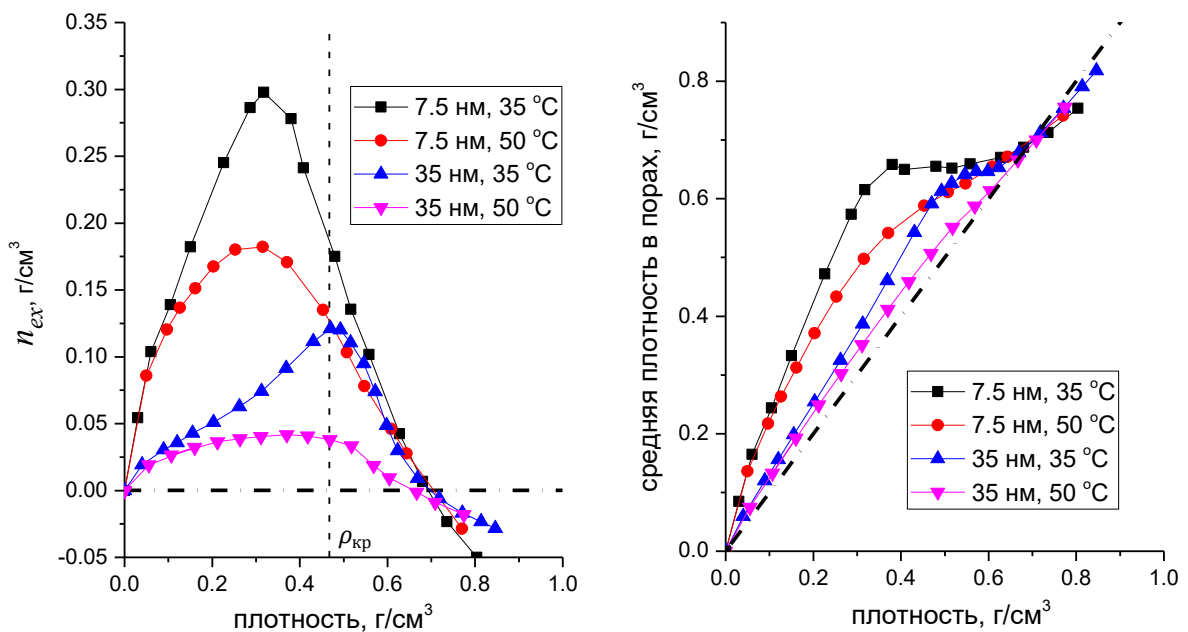 n_ex, г/см³
0.35
0.30
0.25
0.20
0.15
0.10
0.05
0.00
-0.05
7.5 нм, 35 °C
7.5 нм, 50 °C
35 нм, 35 °C
35 нм, 50 °C
ρкр
0.0 0.2 0.4 0.6 0.8 1.0
плотность, г/см³
средняя плотность в порах, г/см³
0.8
0.6
0.4
0.2
0.0
7.5 нм, 35 °C
7.5 нм, 50 °C
35 нм, 35 °C
35 нм, 50 °C
0.0 0.2 0.4 0.6 0.8 1.0
плотность, г/см³